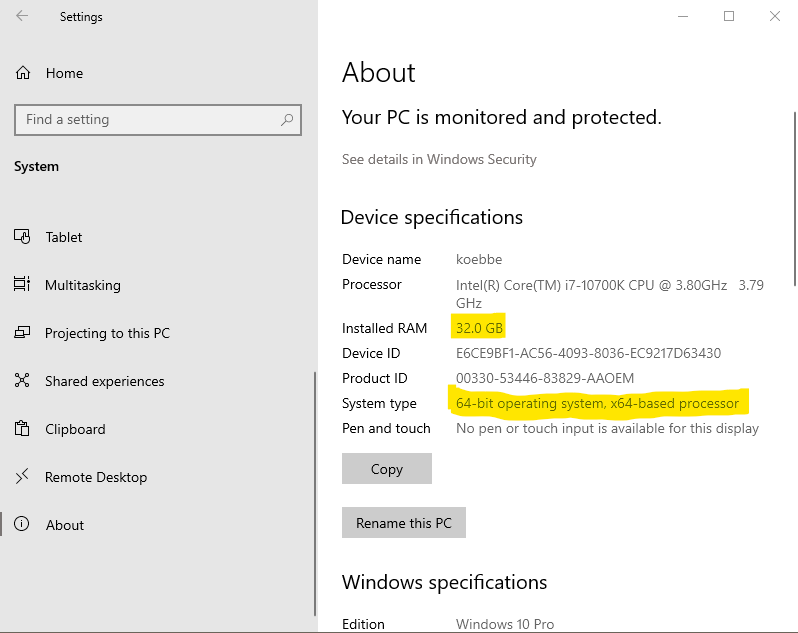 Settings
Home
Find a setting
System
Tablet
Multitasking
Projecting to this PC
Shared experiences
Clipboard
Remote Desktop
About
About
Your PC is monitored and protected.
See details in Windows Security
Device specifications
Device name koebbe
Processor Intel(R) Core(TM) i7-10700K CPU @ 3.80GHz 3.79
GHz
Installed RAM 32.0 GB
Device ID E6CE9BF1-AC56-4093-8036-EC9217D63430
Product ID 00330-53446-83829-AAOEM
System type 64-bit operating system, x64-based processor
Pen and touch No pen or touch input is available for this display
Copy
Rename this PC
Windows specifications
Edition Windows 10 Pro